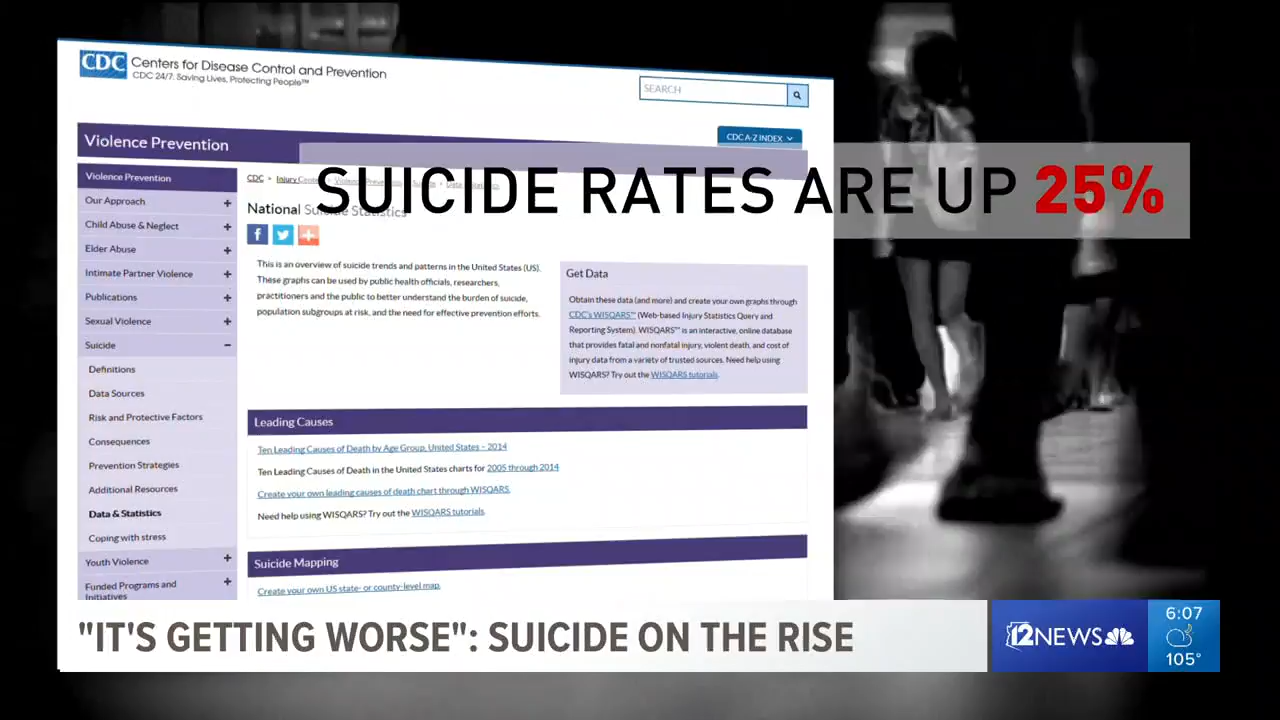 CDC Centers for Disease Control and Prevention
CDC 24/7. Saving Lives, Protecting People™
SEARCH
CDC A-Z INDEX
Violence Prevention
SUICIDE RATES ARE UP 25%
Violence Prevention
Our Approach
Child Abuse & Neglect
Elder Abuse
Intimate Partner Violence
Publications
Sexual Violence
Suicide
Definitions
Data Sources
Risk and Protective Factors
Consequences
Prevention Strategies
Additional Resources
Data & Statistics
Coping with stress
Youth Violence
Funded Programs and
Initiatives
CDC
National Suicide Statistics
This is an overview of suicide trends and patterns in the United States (US).
These graphs can be used by public health officials, researchers,
practitioners and the public to better understand the burden of suicide,
population subgroups at risk, and the need for effective prevention efforts.
Get Data
Obtain these data (and more) and create your own graphs through
CDC's WISQARS™ (Web-based Injury Statistics Query and
Reporting System). WISQARS™ is an interactive, online database
that provides fatal and nonfatal injury, violent death, and cost of
injury data from a variety of trusted sources. Need help using
WISQARS? Try out the WISQARS tutorials.
Leading Causes
Ten Leading Causes of Death by Age Group, United States – 2014
Ten Leading Causes of Death in the United States charts for 2005 through 2014
Create your own leading causes of death chart through WISQARS.
Need help using WISQARS? Try out the WISQARS tutorials.
Suicide Mapping
Create your own US state- or county-level map.
"IT'S GETTING WORSE": SUICIDE ON THE RISE
12NEWS
6:07
105°